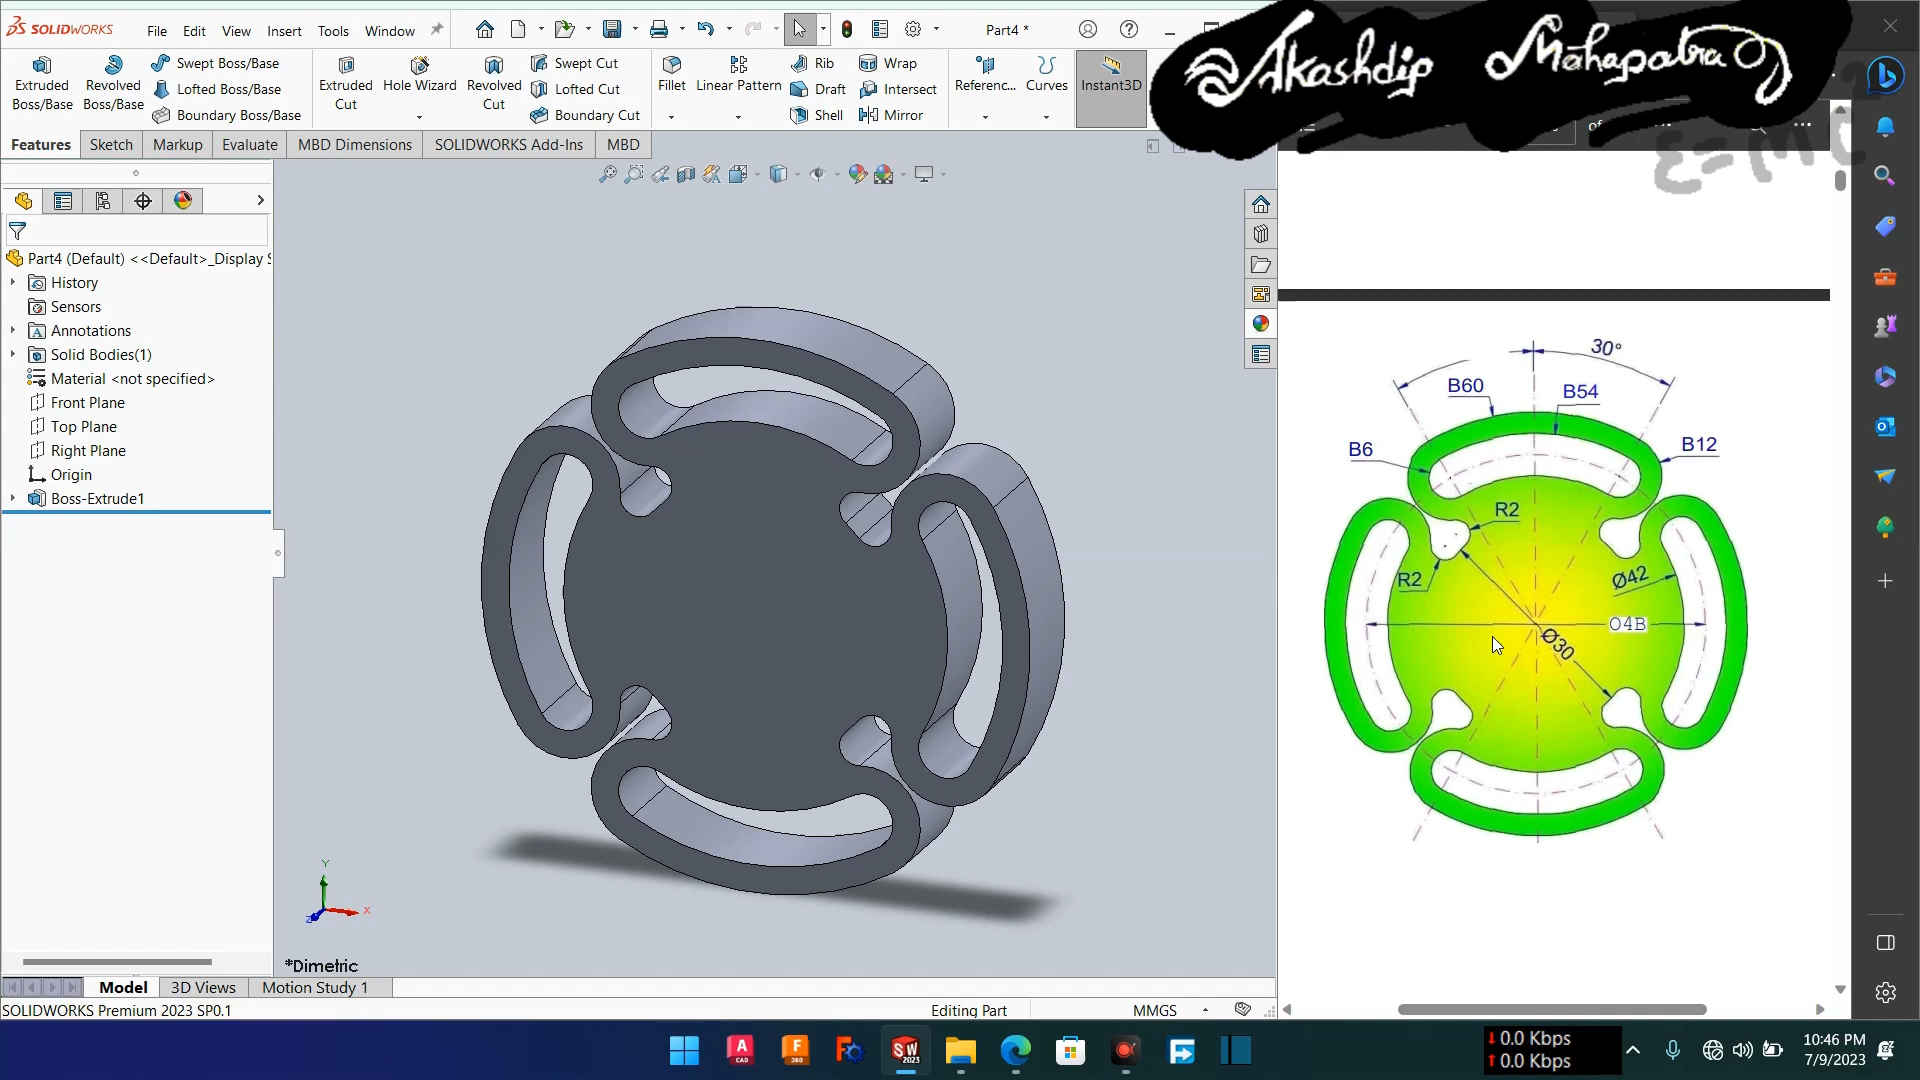 SOLIDWORKS File Edit View Insert Tools Window Part4 *
Akashdip Mahapatra
Extruded Boss/Base
Revolved Boss/Base
Swept Boss/Base
Lofted Boss/Base
Boundary Boss/Base
Extruded Cut
Hole Wizard
Revolved Cut
Swept Cut
Lofted Cut
Boundary Cut
Fillet
Linear Pattern
Rib
Draft
Shell
Wrap
Intersect
Mirror
Referenc...
Curves
Instant3D
of
Features Sketch Markup Evaluate MBD Dimensions SOLIDWORKS Add-Ins MBD
Part4 (Default) <<Default>_Display S
History
Sensors
Annotations
Solid Bodies(1)
Material <not specified>
Front Plane
Top Plane
Right Plane
Origin
Boss-Extrude1
Y
X
Z
*Dimetric
30°
B60
B54
B6
B12
R2
R2
Ø42
O4B
Ø30
Model 3D Views Motion Study 1
SOLIDWORKS Premium 2023 SP0.1 Editing Part MMGS
A CAD
F 360
SW 2023
0.0 Kbps
0.0 Kbps
10:46 PM
7/9/2023